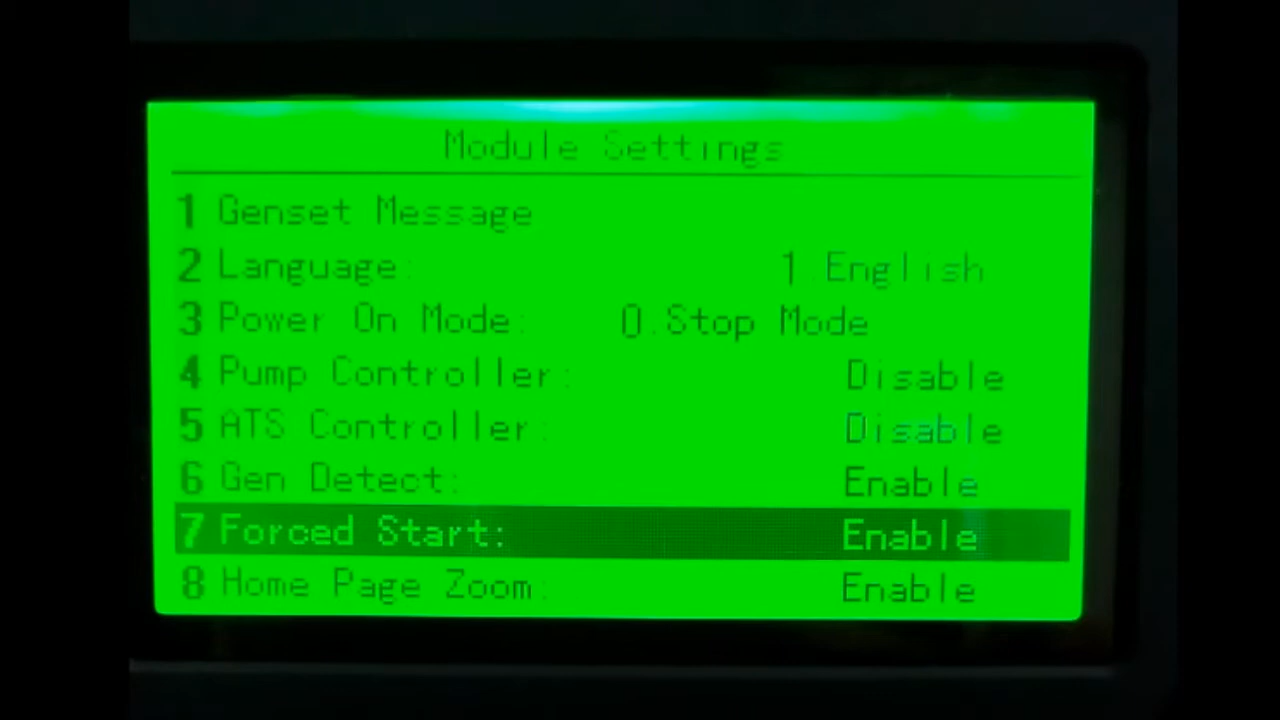 Module Settings
1 Genset Message
2 Language: 1.English
3 Power On Mode: 0.Stop Mode
4 Pump Controller: Disable
5 ATS Controller: Disable
6 Gen Detect: Enable
7 Forced Start: Enable
8 Home Page Zoom: Enable